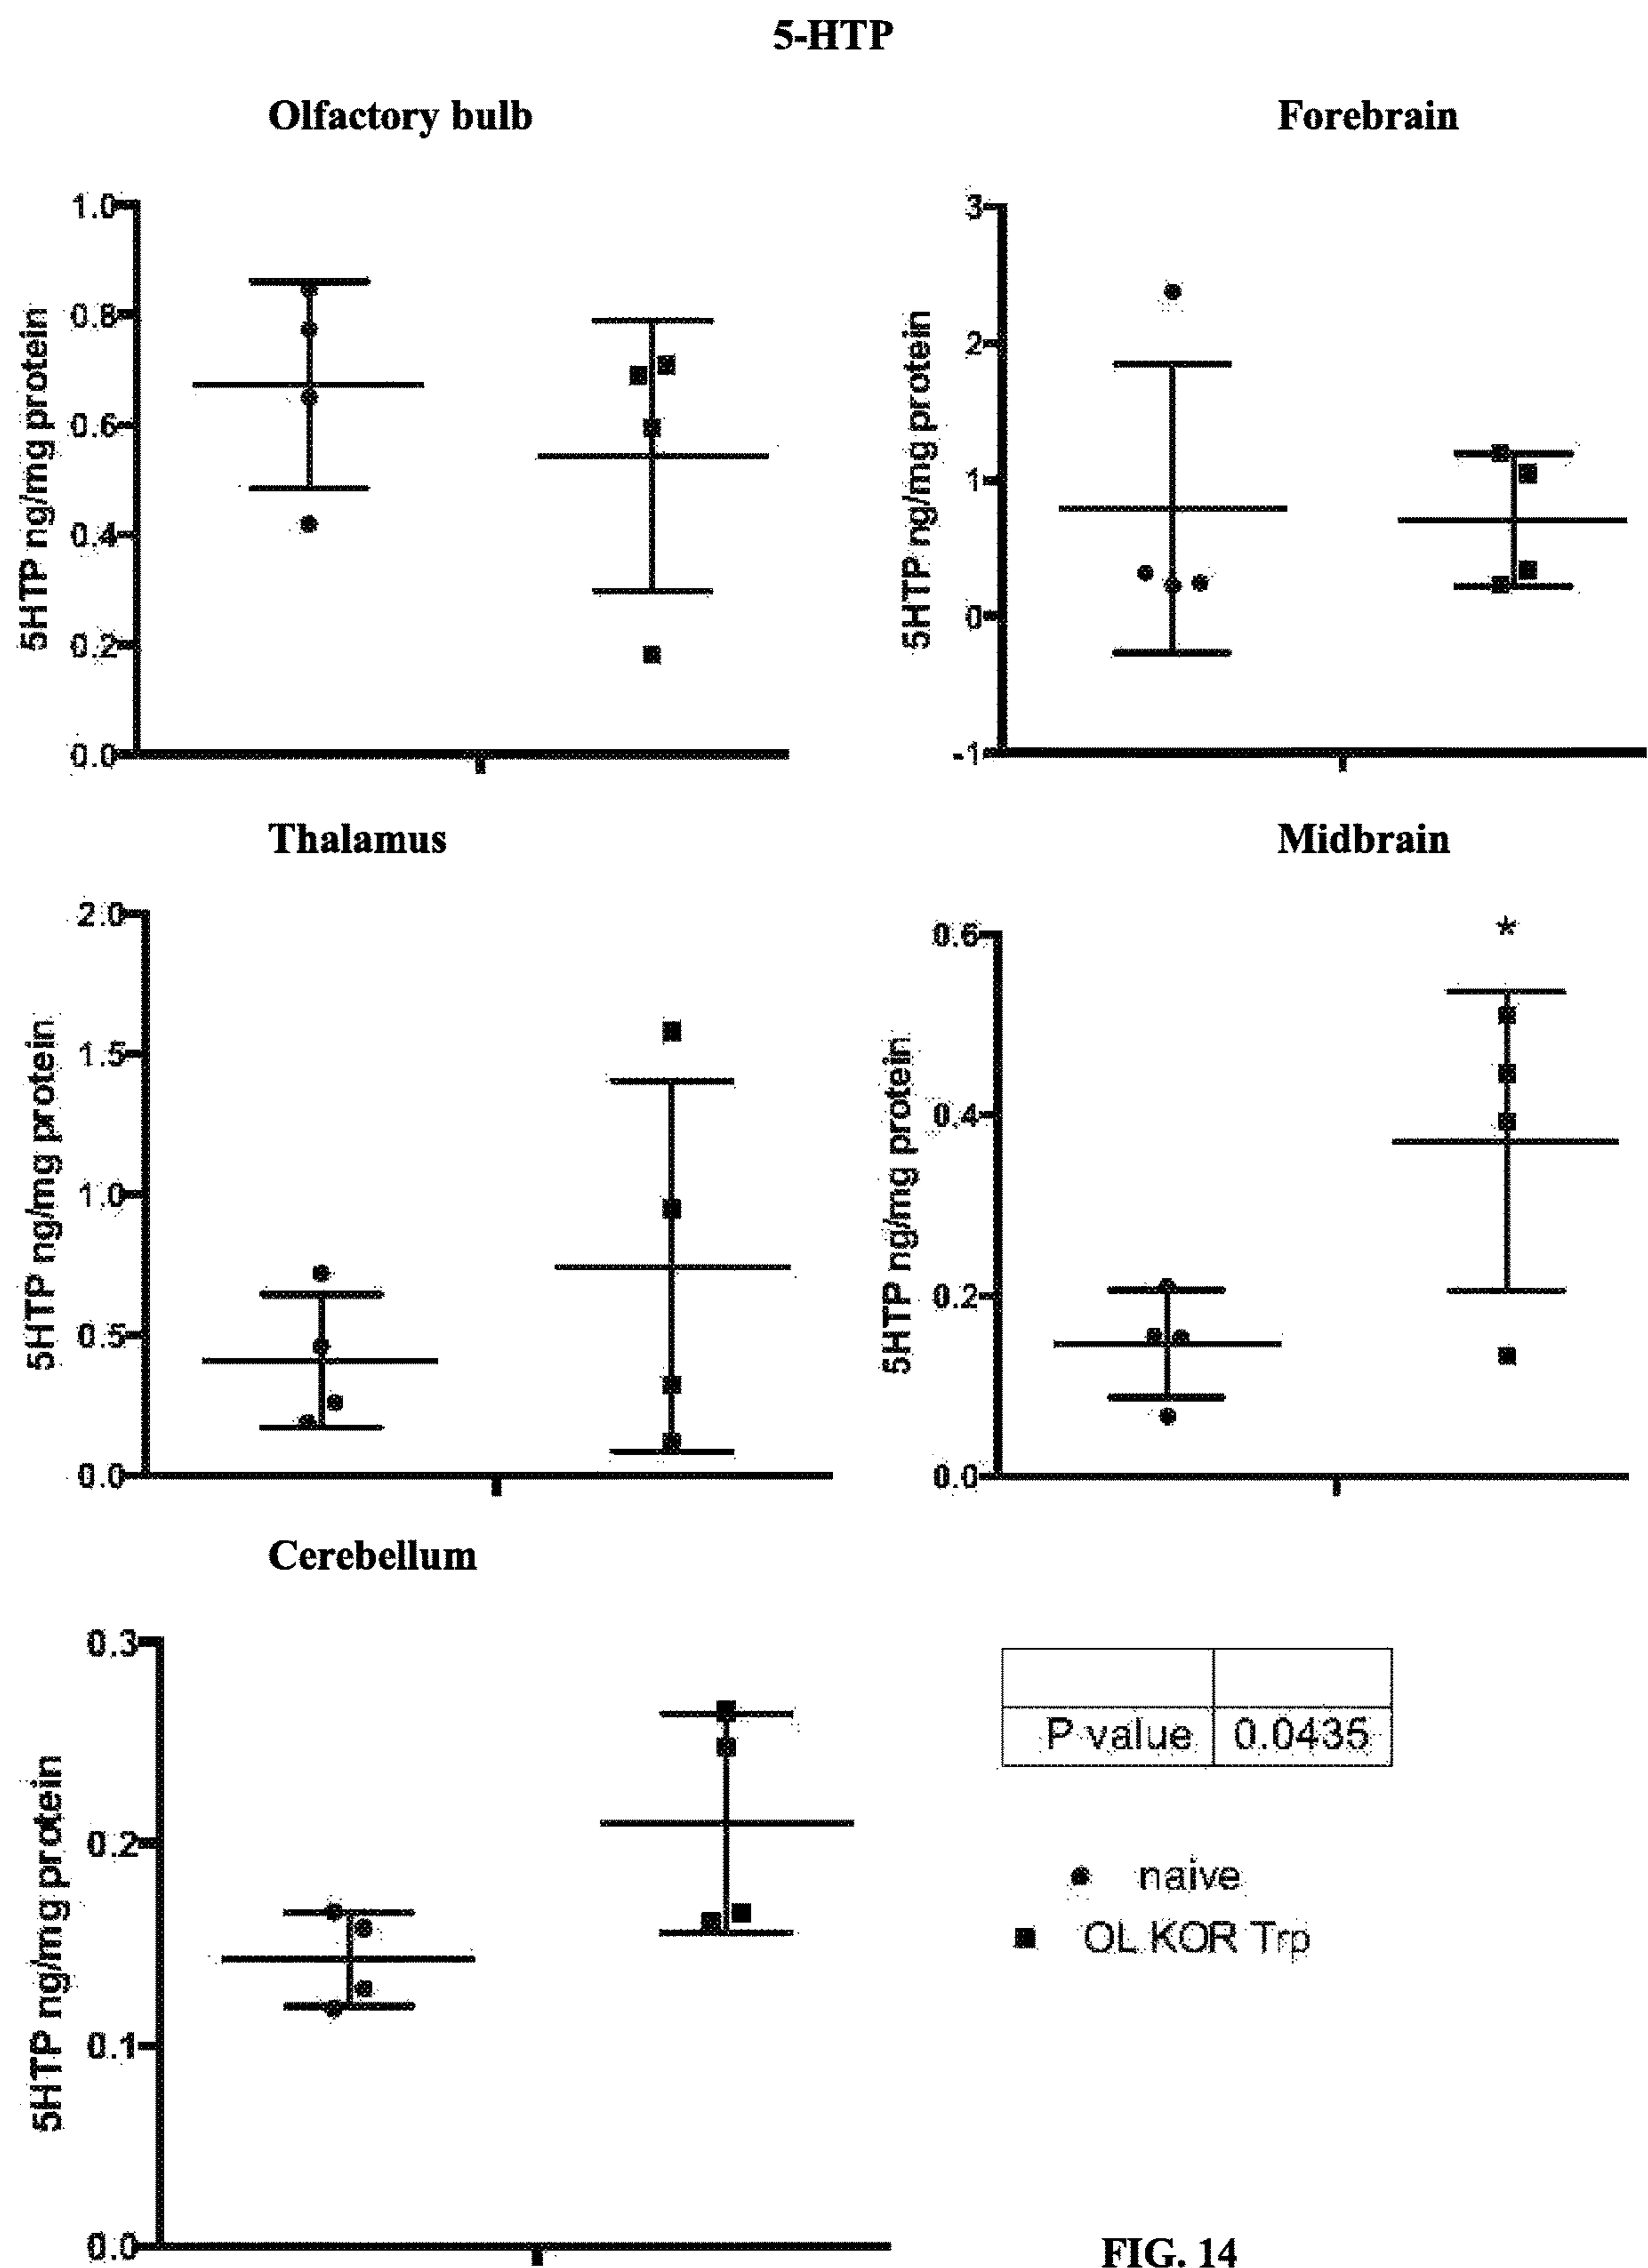 5-HTP
Olfactory bulb
1.0
0.8
0.6
0.4
0.2
0.0
5HTP ng/mg protein
Forebrain
3
2
1
0
-1
5HTP ng/mg protein
Thalamus
2.0
1.5
1.0
0.5
0.0
5HTP ng/mg protein
Midbrain
*
0.6
0.4
0.2
0.0
5HTP ng/mg protein
Cerebellum
0.3
0.2
0.1
0.0
5HTP ng/mg protein
P value 0.0435
naive
OL KOR Trp
FIG. 14